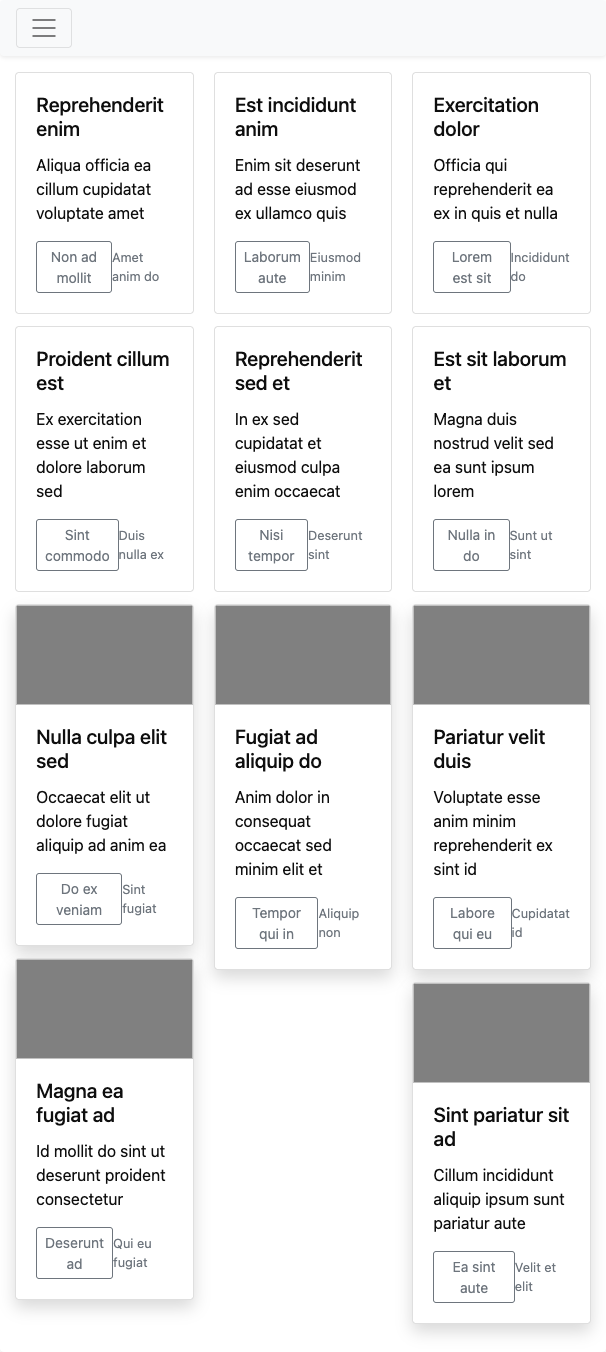 Reprehenderit
enim
Aliqua officia ea
cillum cupidatat
voluptate amet
Non ad
mollit
Amet
anim do
Est incididunt
anim
Enim sit deserunt
ad esse eiusmod
ex ullamco quis
Laborum
aute
Eiusmod
minim
Exercitation
dolor
Officia qui
reprehenderit ea
ex in quis et nulla
Lorem
est sit
Incididunt
do
Proident cillum
est
Ex exercitation
esse ut enim et
dolore laborum
sed
Sint
commodo
Duis
nulla ex
Reprehenderit
sed et
In ex sed
cupidatat et
eiusmod culpa
enim occaecat
Nisi
tempor
Deserunt
sint
Est sit laborum
et
Magna duis
nostrud velit sed
ea sunt ipsum
lorem
Nulla in
do
Sunt ut
sint
Nulla culpa elit
sed
Occaecat elit ut
dolore fugiat
aliquip ad anim ea
Do ex
veniam
Sint
fugiat
Fugiat ad
aliquip do
Anim dolor in
consequat
occaecat sed
minim elit et
Tempor
qui in
Aliquip
non
Pariatur velit
duis
Voluptate esse
anim minim
reprehenderit ex
sint id
Labore
qui eu
Cupidatat
id
Magna ea
fugiat ad
Id mollit do sint ut
deserunt proident
consectetur
Deserunt
ad
Qui eu
fugiat
Sint pariatur sit
ad
Cillum incididunt
aliquip ipsum sunt
pariatur aute
Ea sint
aute
Velit et
elit